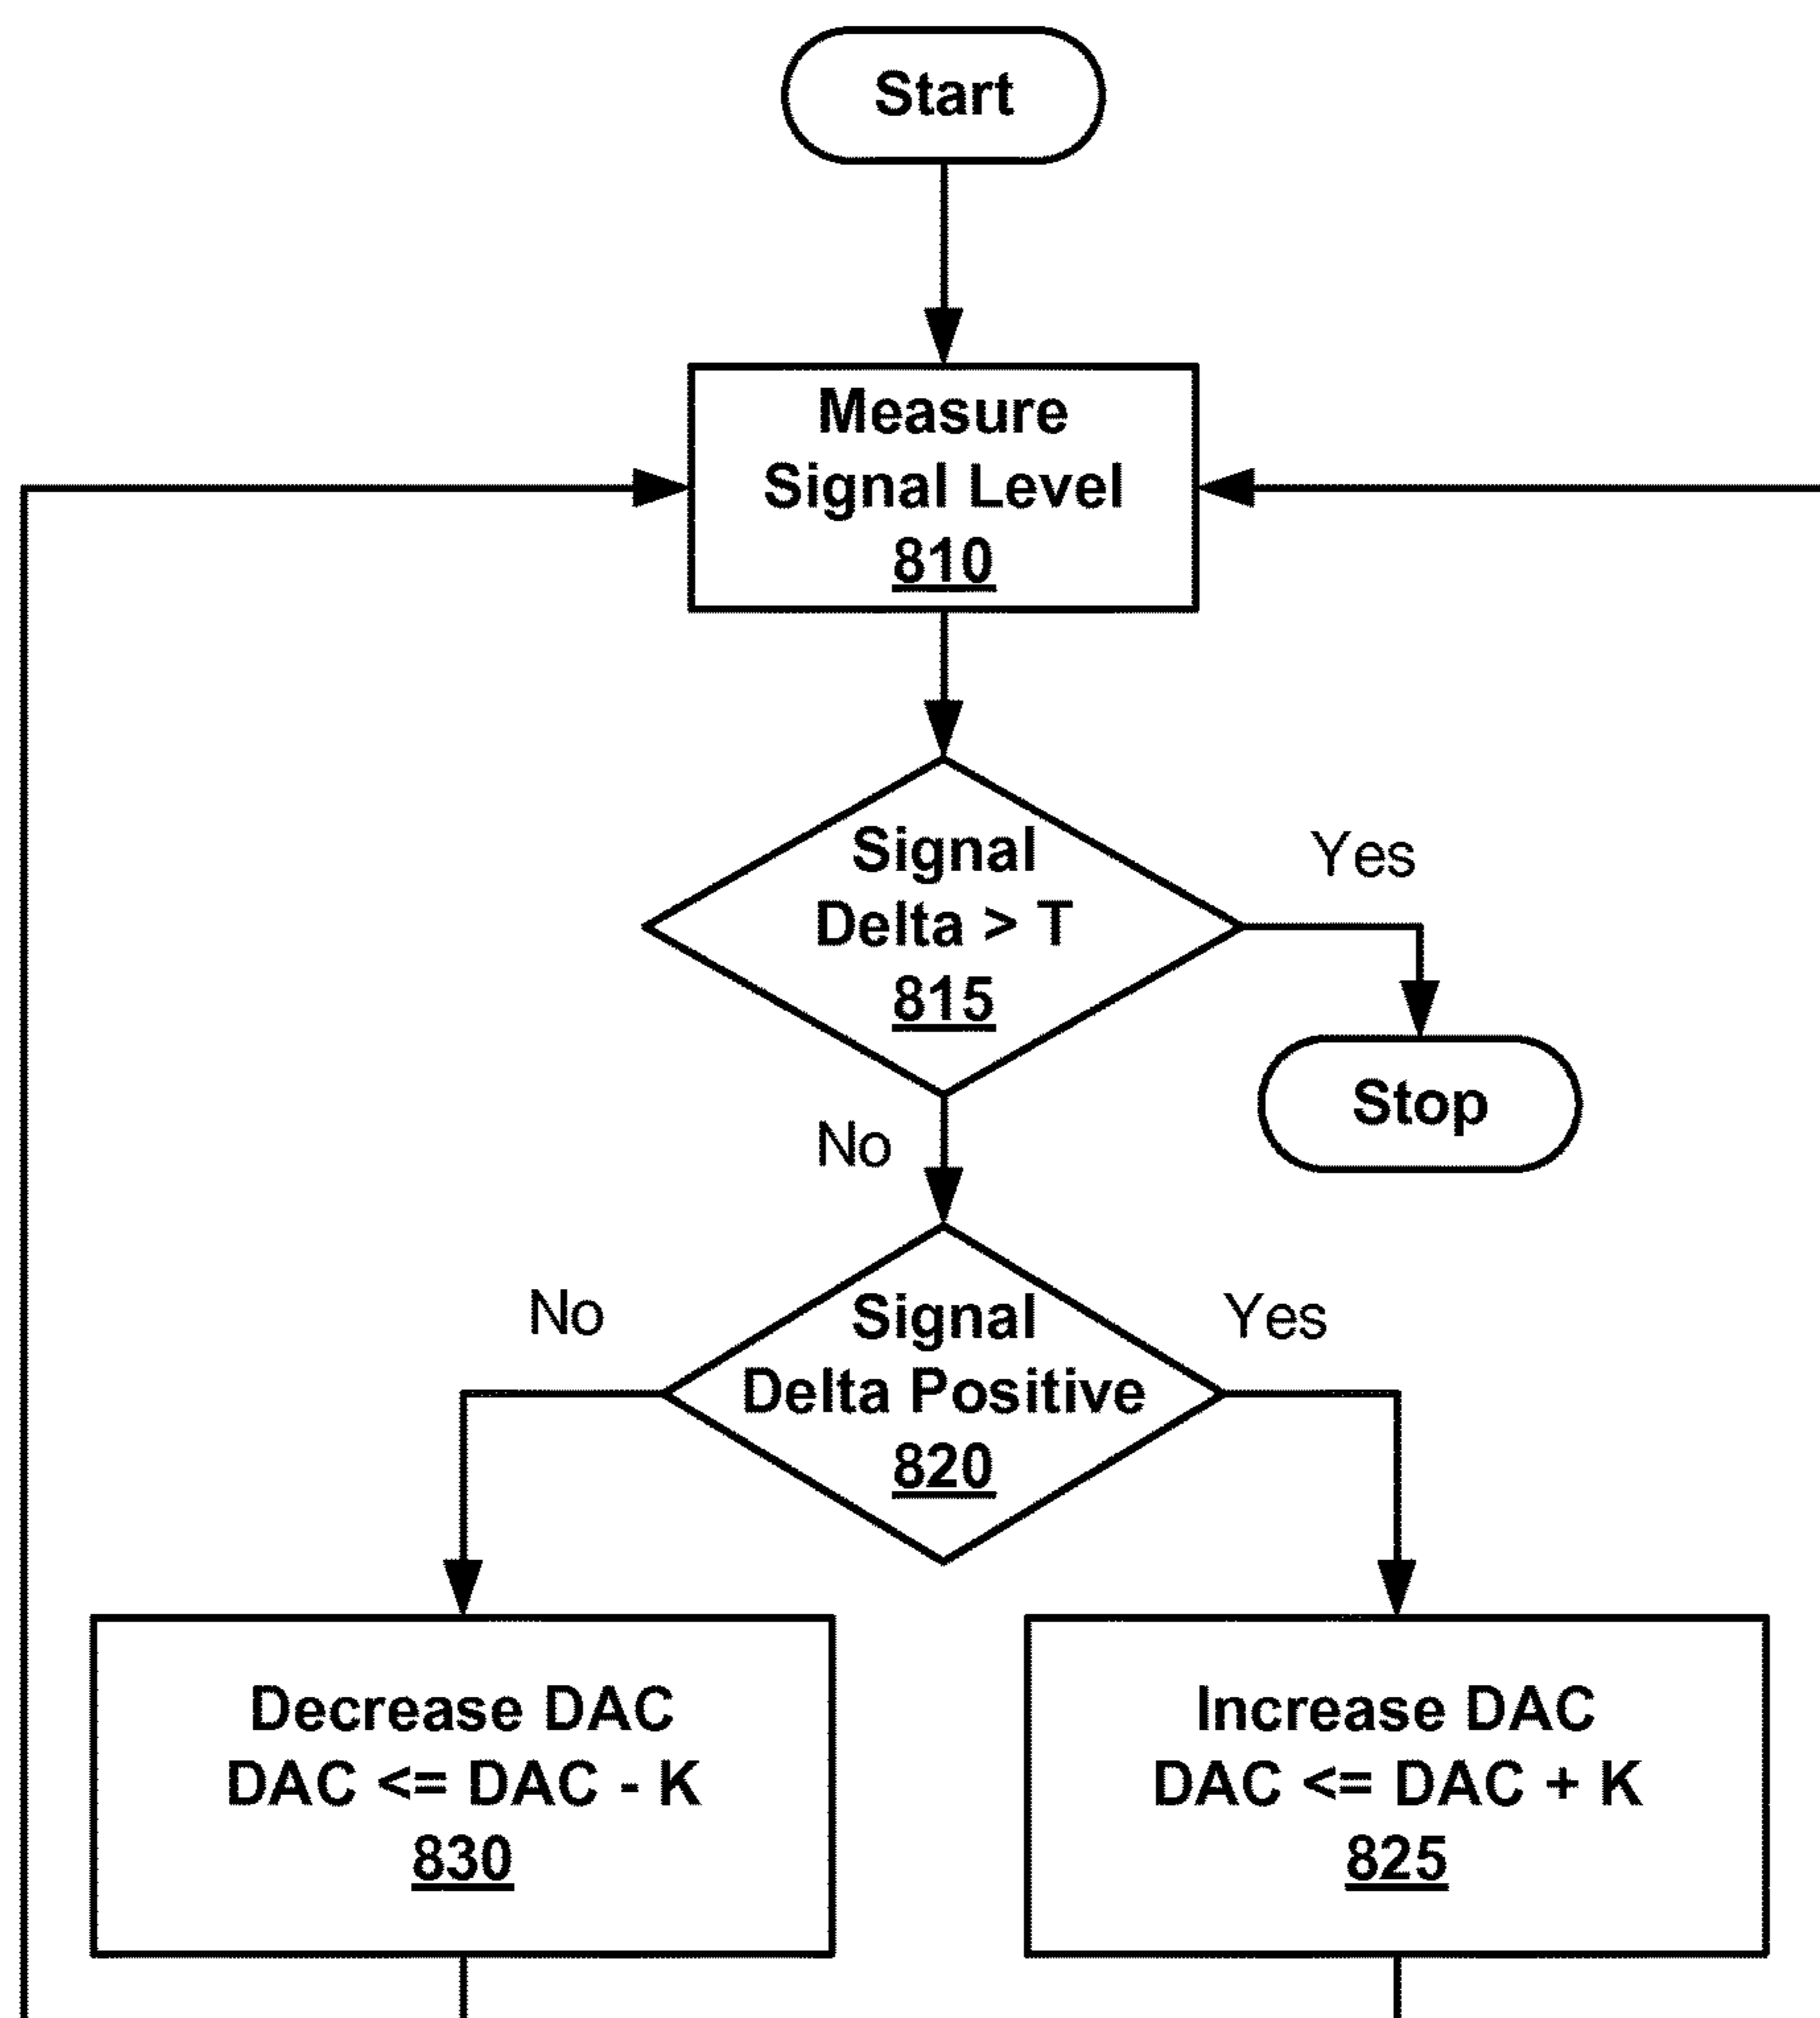 Start
Measure
Signal Level
810
Signal
Delta > T
815
Yes
Stop
No
Signal
Delta Positive
820
No
Yes
Decrease DAC
DAC <= DAC - K
830
Increase DAC
DAC <= DAC + K
825